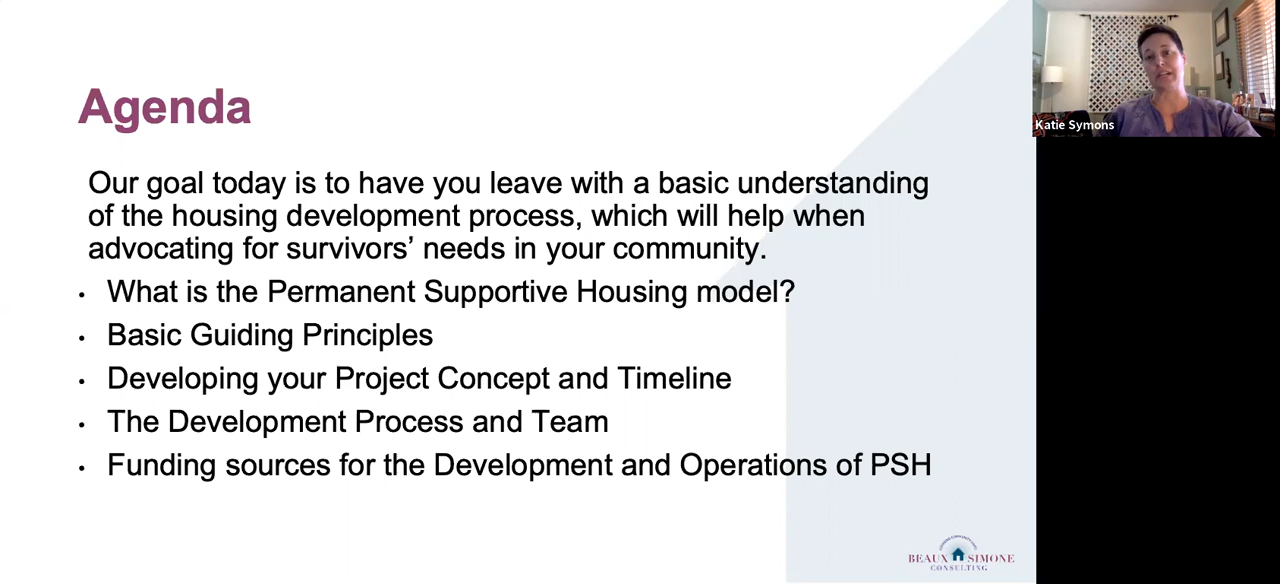 Agenda
Our goal today is to have you leave with a basic understanding
of the housing development process, which will help when
advocating for survivors’ needs in your community.
• What is the Permanent Supportive Housing model?
• Basic Guiding Principles
• Developing your Project Concept and Timeline
• The Development Process and Team
• Funding sources for the Development and Operations of PSH
Katie Symons
BEAUX SIMONE
CONSULTING